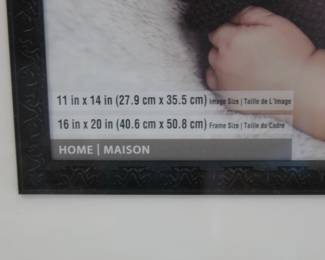 11 in x 14 in (27.9 cm x 35.5 cm) Image Size | Taille de L'Image
16 in x 20 in (40.6 cm x 50.8 cm) Frame Size | Taille du Cadre
HOME | MAISON